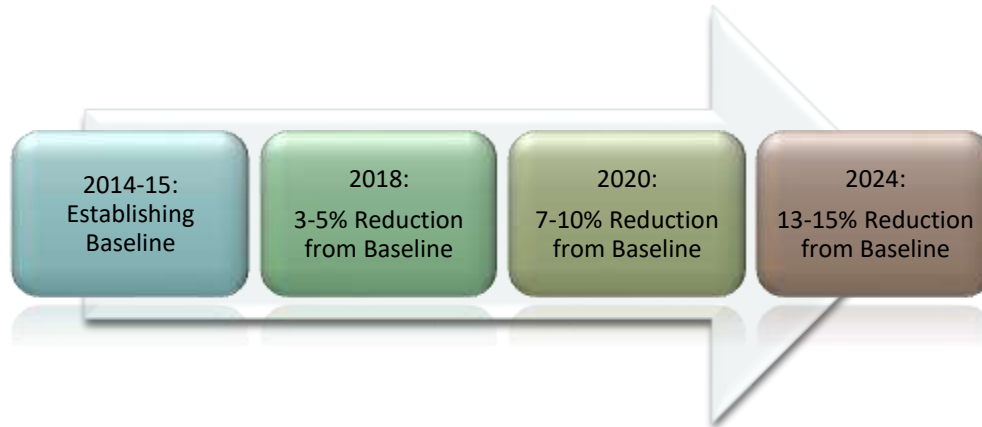 2014-15:
Establishing
Baseline
2018:
3-5% Reduction
from Baseline
2020:
7-10% Reduction
from Baseline
2024:
13-15% Reduction
from Baseline